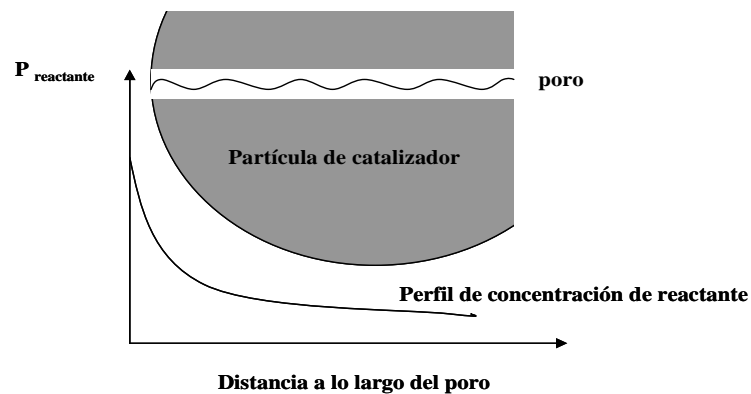 P reactante
poro
Partícula de catalizador
Perfil de concentración de reactante
Distancia a lo largo del poro